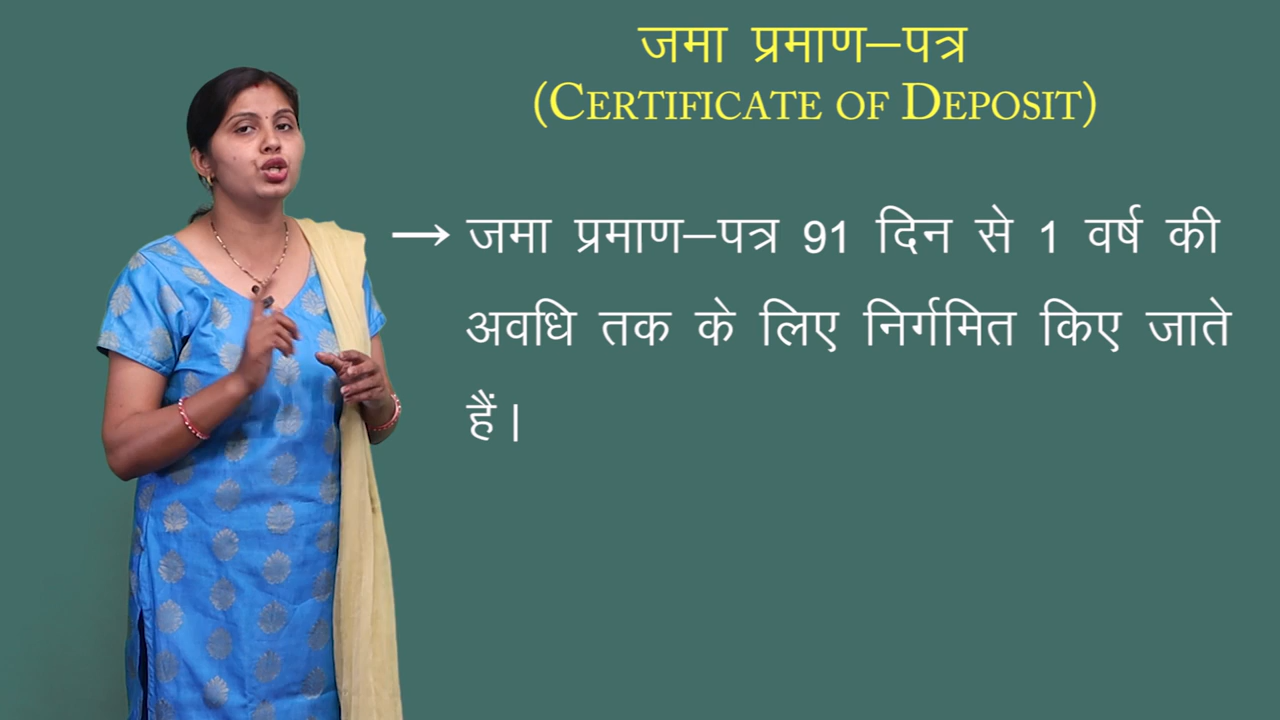 जमा प्रमाण–पत्र
(CERTIFICATE OF DEPOSIT)
→ जमा प्रमाण–पत्र 91 दिन से 1 वर्ष की
अवधि तक के लिए निर्गमित किए जाते
हैं।